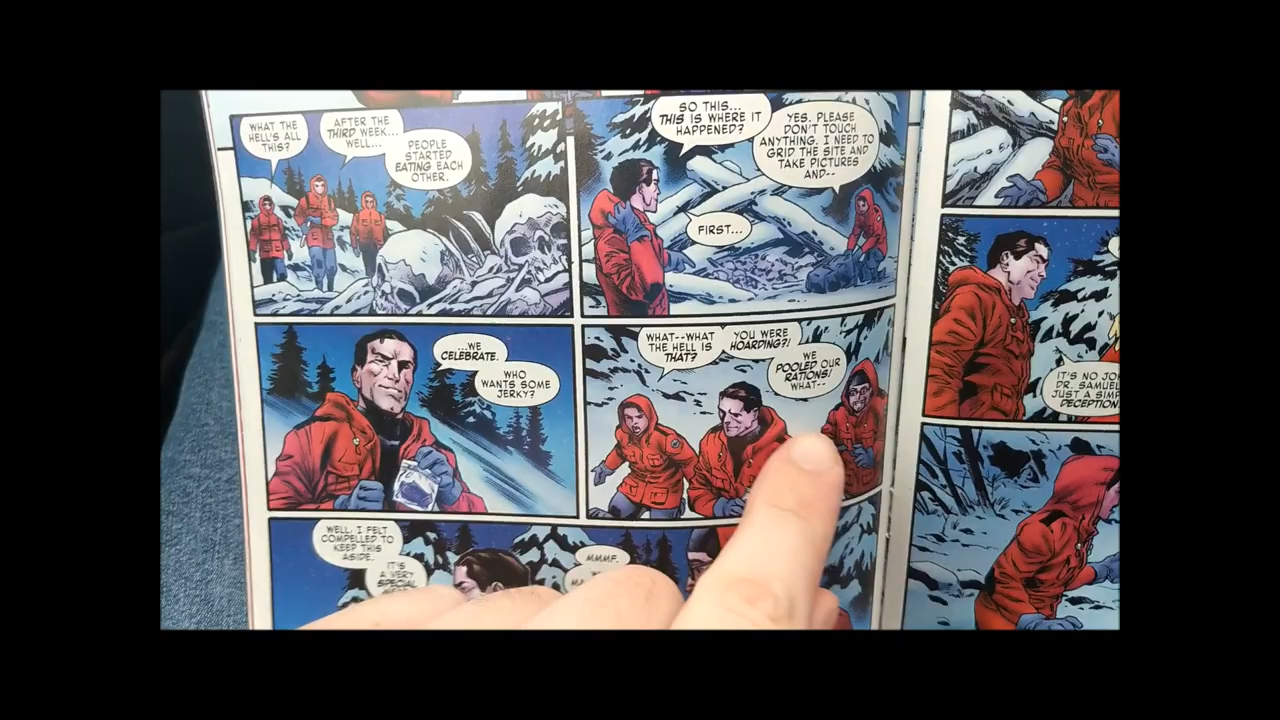 WHAT THE
HELL'S ALL
THIS?
AFTER THE
THIRD WEEK...
WELL...
PEOPLE
STARTED
EATING EACH
OTHER.
SO THIS...
THIS IS WHERE IT
HAPPENED?
YES. PLEASE
DON'T TOUCH
ANYTHING. I NEED TO
GRID THE SITE AND
TAKE PICTURES
AND--
FIRST...
...WE
CELEBRATE.
WHO
WANTS SOME
JERKY?
WHAT--WHAT
THE HELL IS
THAT?
YOU WERE
HOARDING?!
WE
POOLED OUR
RATIONS!
WHAT--
WELL, I FELT
COMPELLED TO
KEEP THIS
ASIDE.
IT'S
A VERY
SPECIAL
MMMF.
IT'S NO JO
DR. SAMUEL
JUST A SIMP
DECEPTION